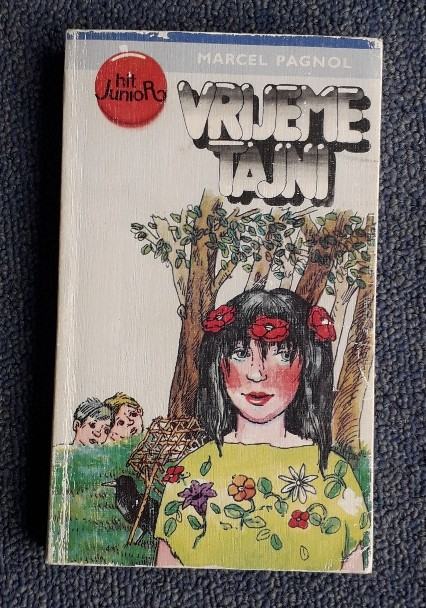 MARCEL PAGNOL
hit
JunioR
VRIJEME
TAJNI